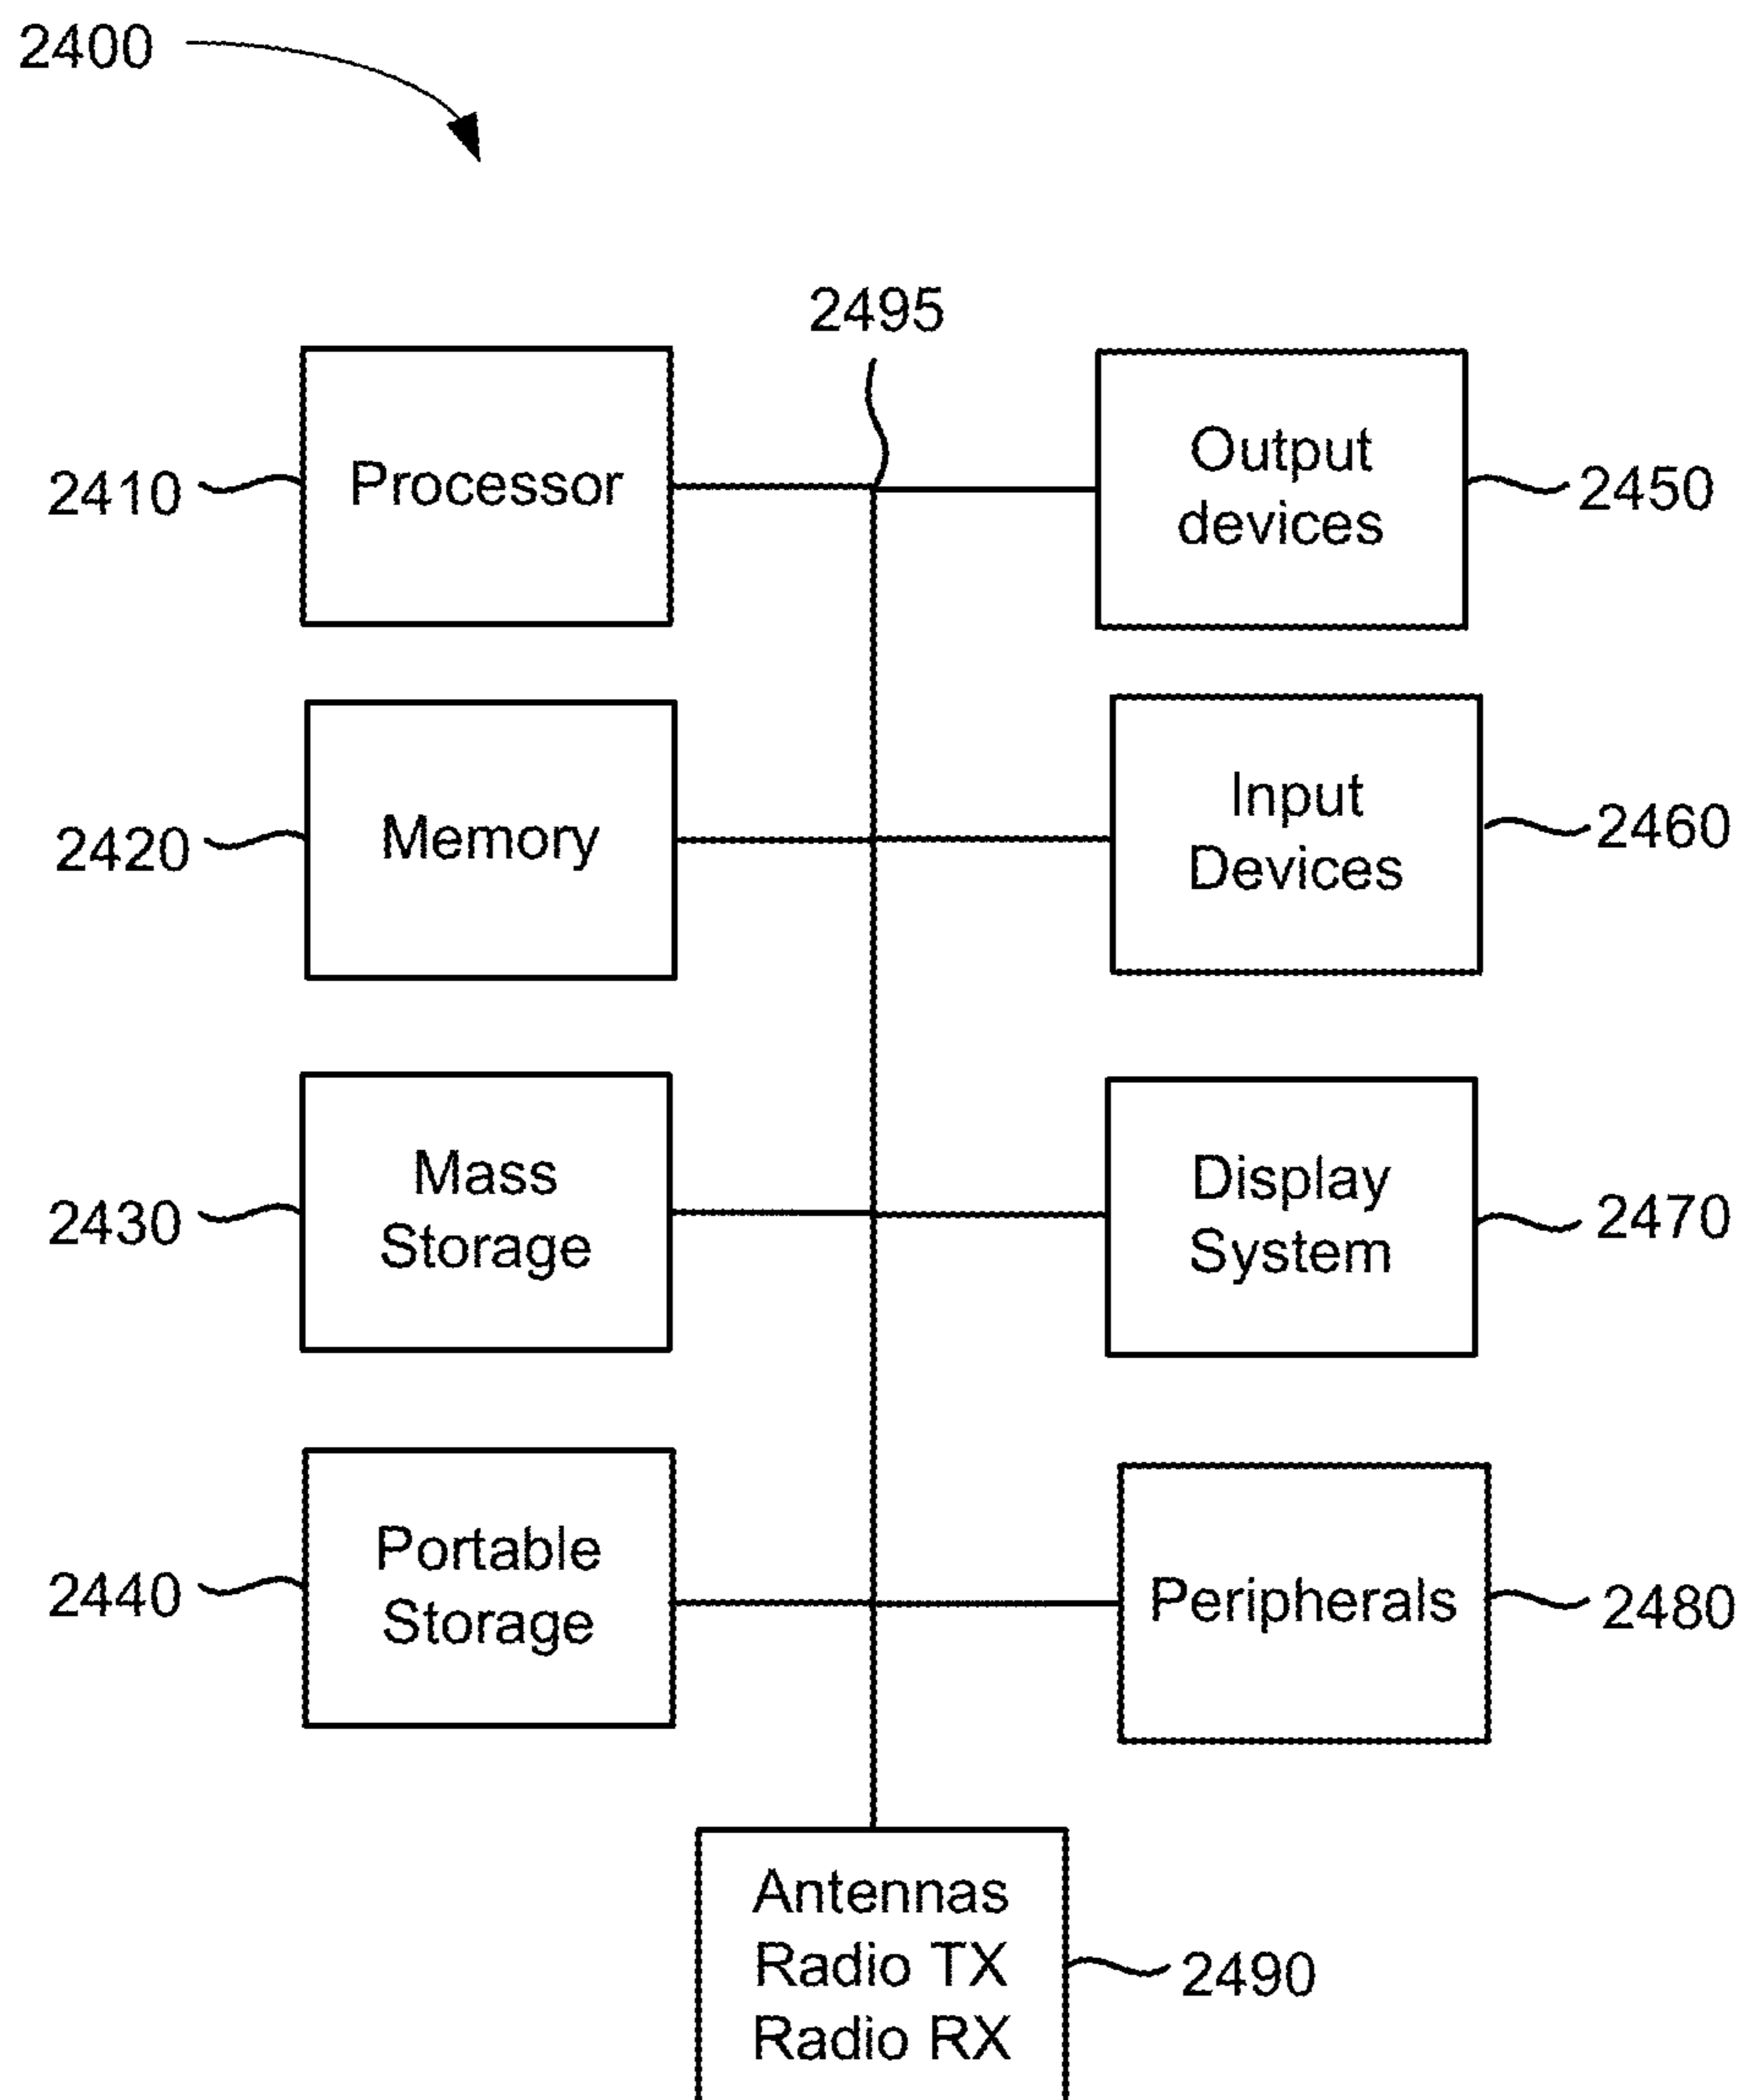 2400
2495
2410
Processor
Output
devices
2450
2420
Memory
Input
Devices
2460
2430
Mass
Storage
Display
System
2470
2440
Portable
Storage
Peripherals
2480
Antennas
Radio TX
Radio RX
2490